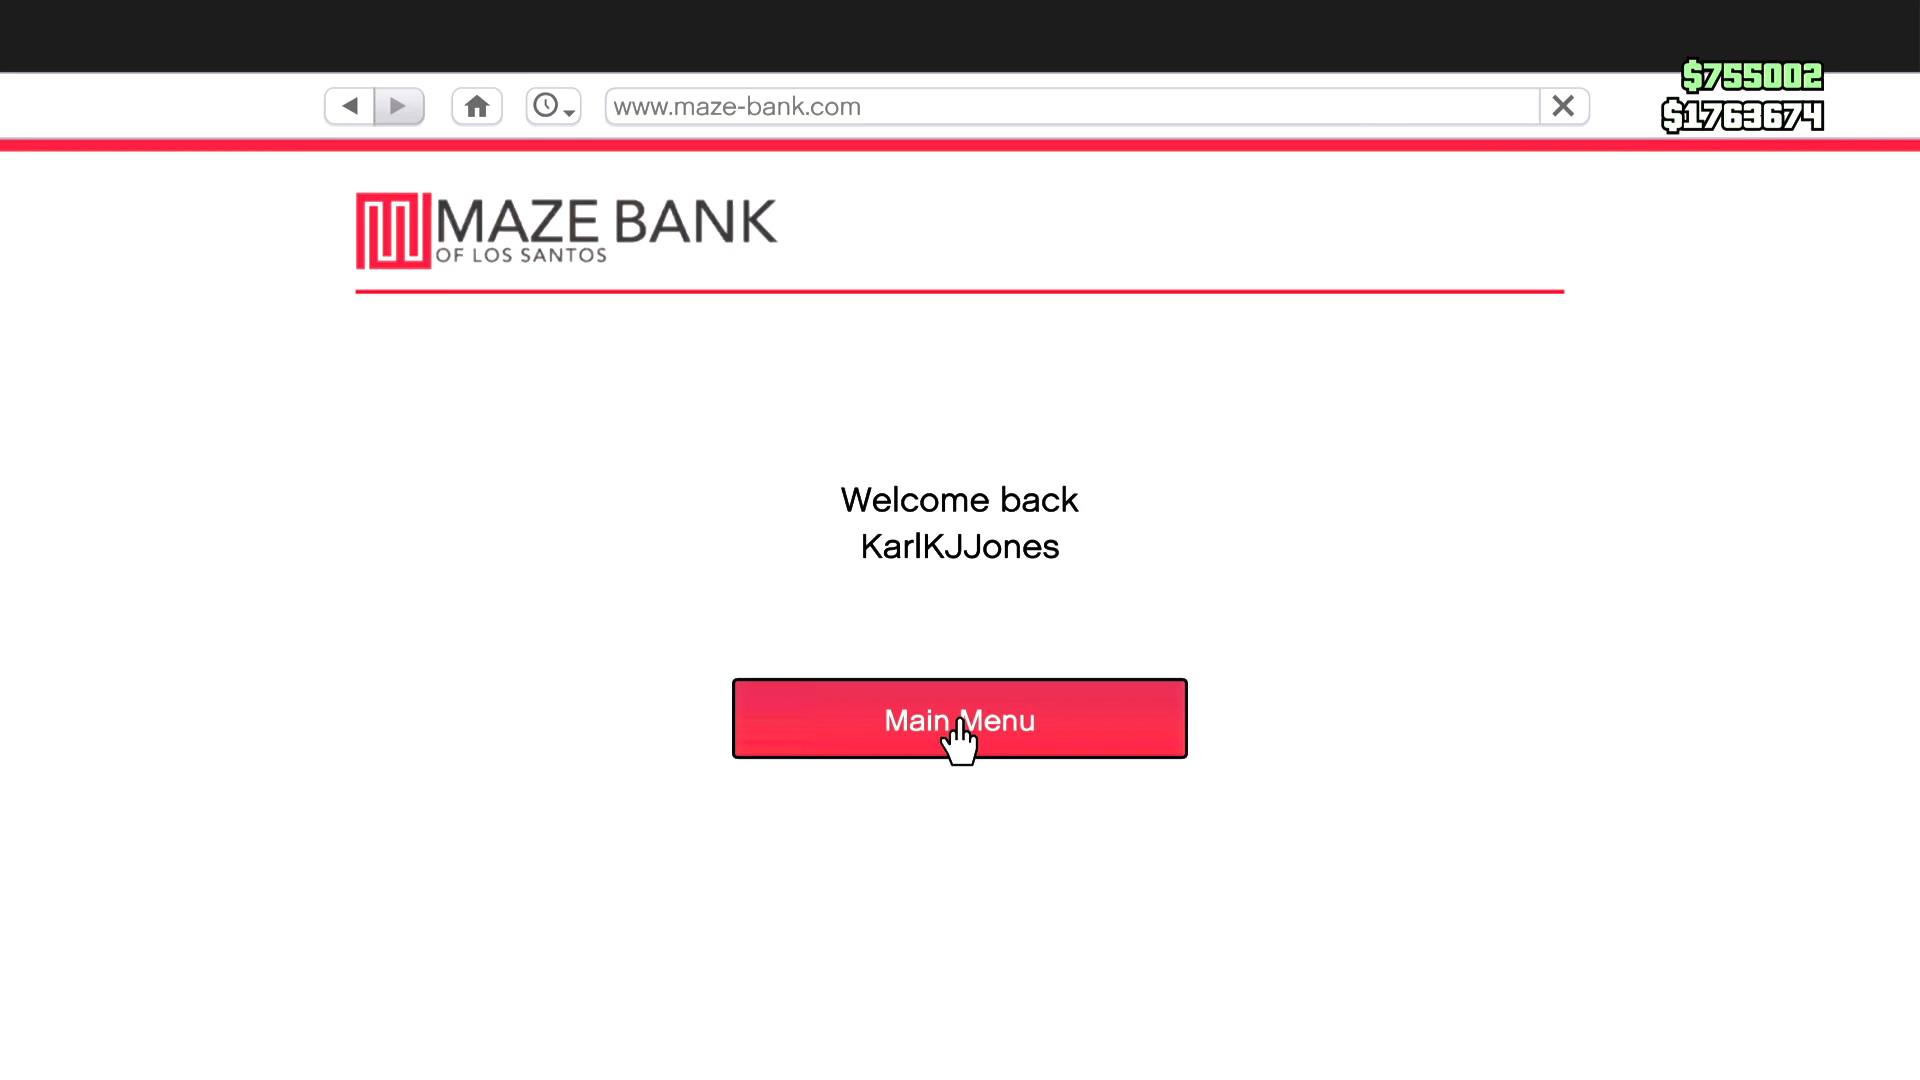 $755002
www.maze-bank.com
$1763674
MAZE BANK
OF LOS SANTOS
Welcome back
KarlKJJones
Main Menu